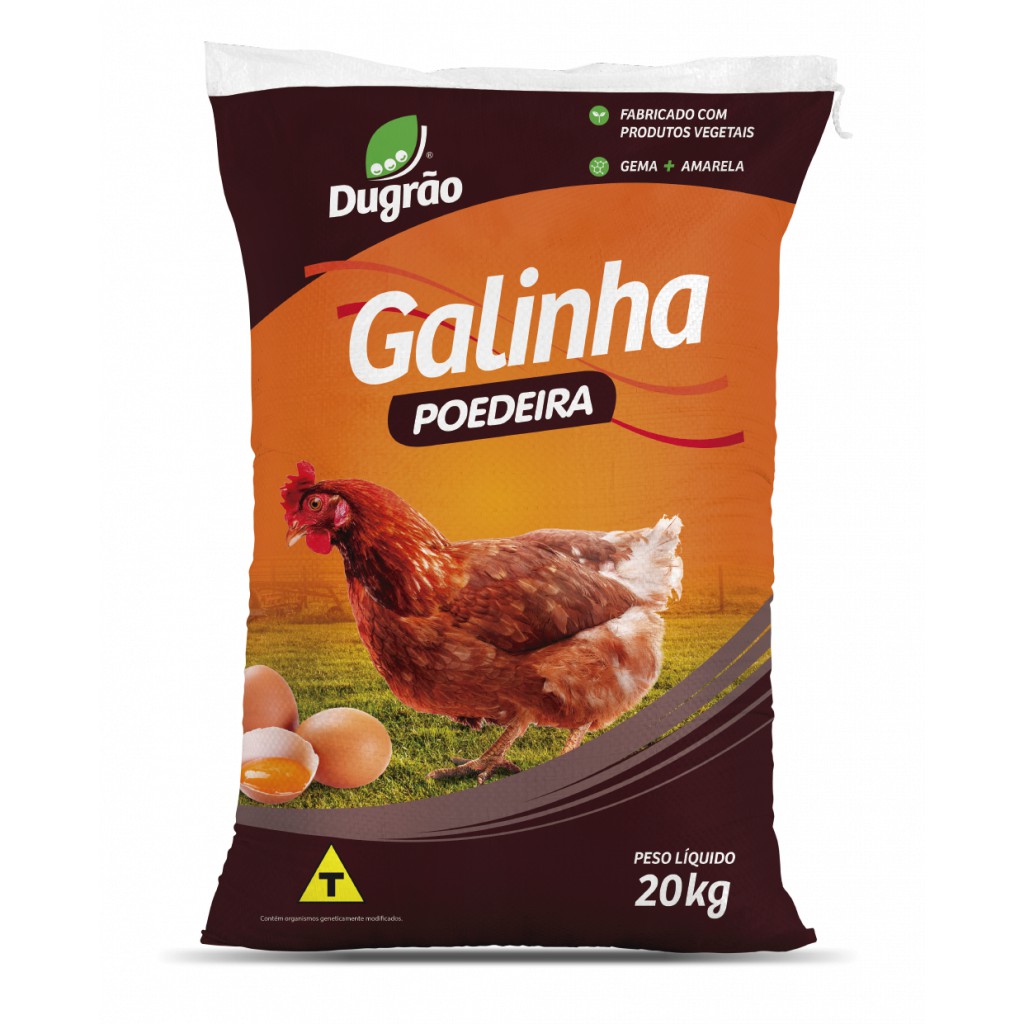 Dugrão®
FABRICADO COM
PRODUTOS VEGETAIS
GEMA + AMARELA
Galinha
POEDEIRA
T
Contém organismos geneticamente modificados.
PESO LÍQUIDO
20kg